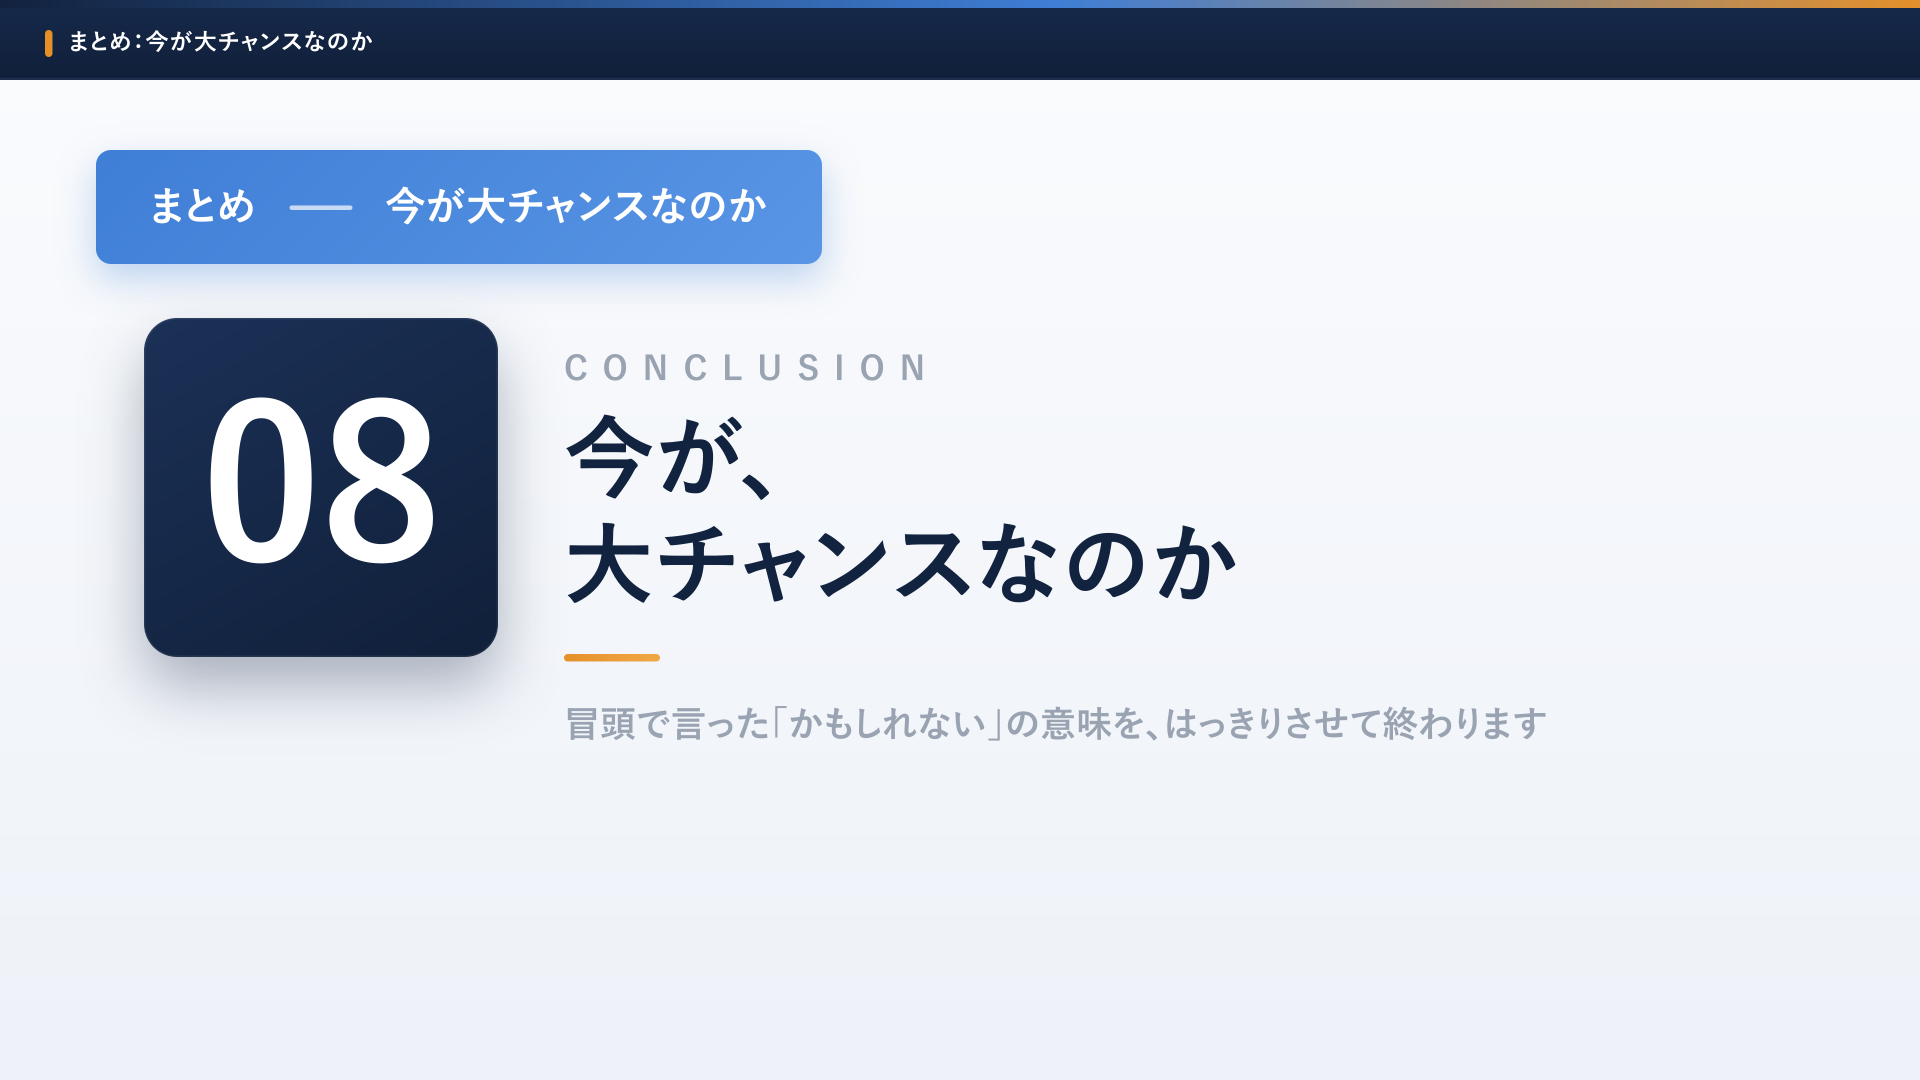 まとめ：今が大チャンスなのか
まとめ — 今が大チャンスなのか
08
CONCLUSION
今が、
大チャンスなのか
冒頭で言った「かもしれない」の意味を、はっきりさせて終わります